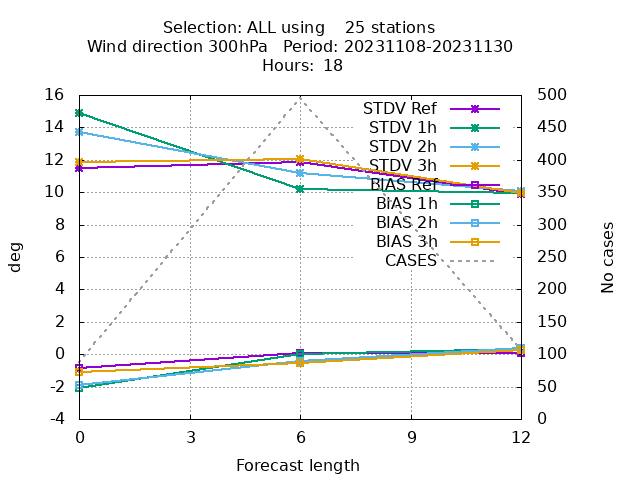 Selection: ALL using    25 stations
Wind direction 300hPa   Period: 20231108-20231130
Hours: 18
16
14
12
10
8
6
4
2
0
-2
-4
500
450
400
350
300
250
200
150
100
50
0
STDV Ref
STDV 1h
STDV 2h
STDV 3h
BIAS Ref
BIAS 1h
BIAS 2h
BIAS 3h
CASES
deg
No cases
0 3 6 9 12
Forecast length